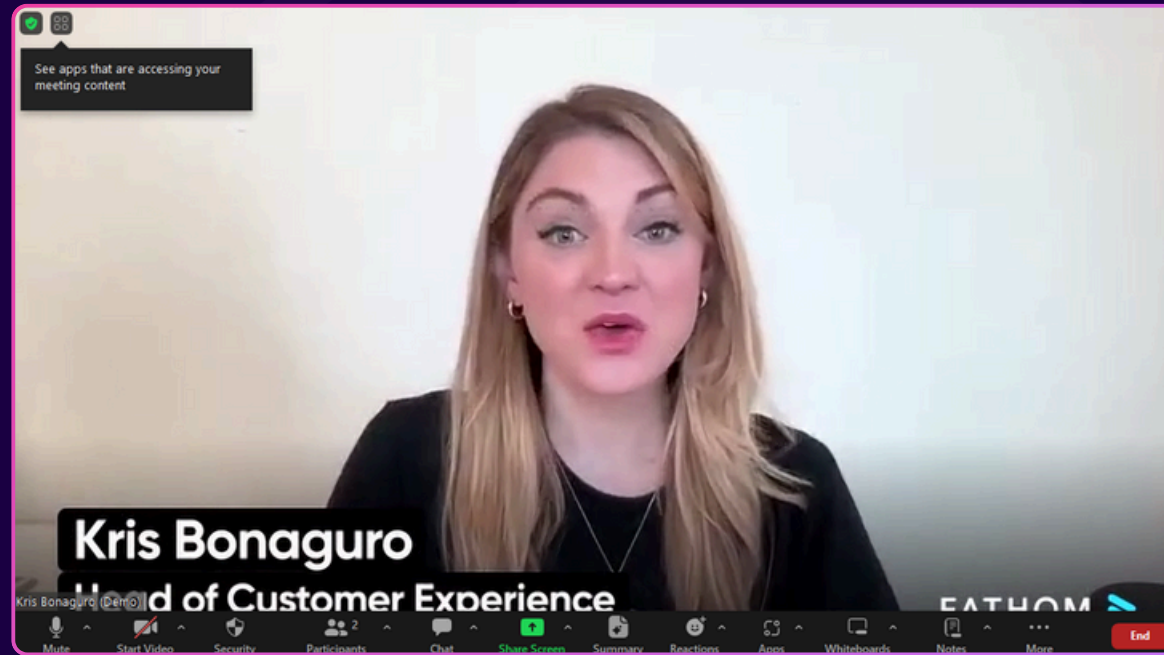 See apps that are accessing your
meeting content
Kris Bonaguro
Head of Customer Experience
Kris Bonaguro (Demo)
FATHOM
2
Mute
Start Video
Security
Participants
Chat
Share Screen
Summary
Reactions
Apps
Whiteboards
Notes
More
End